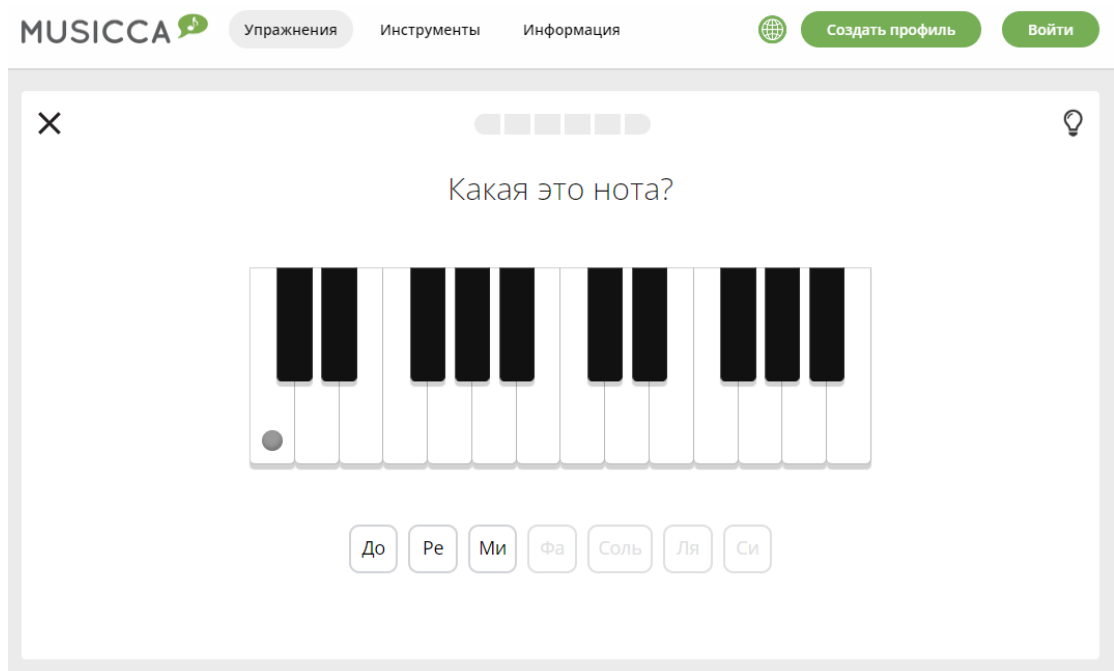 MUSICCA Упражнения Инструменты Информация Создать профиль Войти
Какая это нота?
До Ре Ми Фа Соль Ля Си